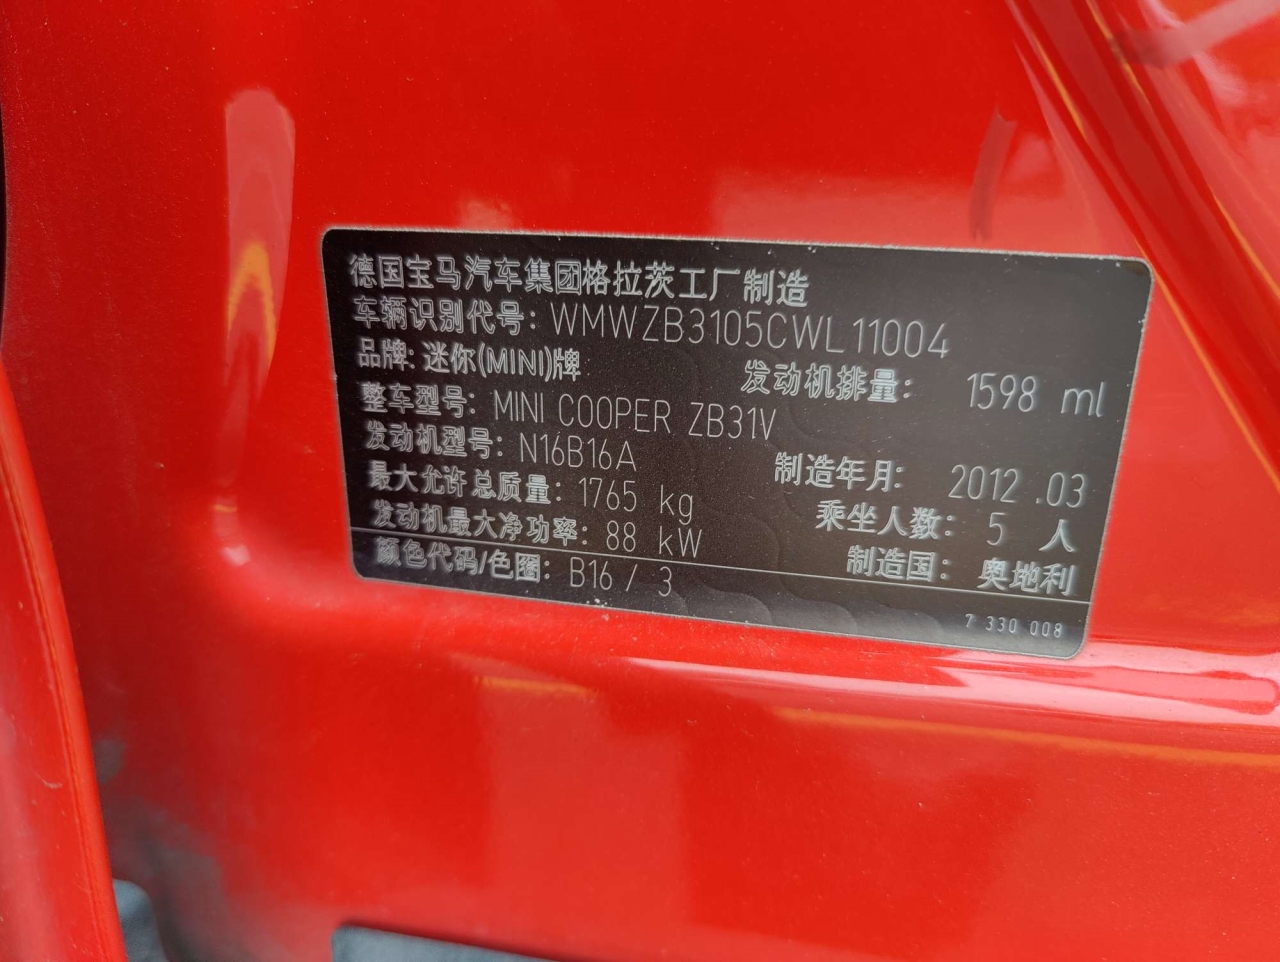 德国宝马汽车集团格拉茨工厂制造
车辆识别代号: WMWZB3105CWL11004
品牌: 迷你(MINI)牌 发动机排量: 1598 ml
整车型号: MINI COOPER ZB31V
发动机型号: N16B16A 制造年月: 2012 .03
最大允许总质量: 1765 kg 乘坐人数: 5 人
发动机最大净功率: 88 kW 制造国: 奥地利
颜色代码/色圈: B16 / 3
7 330 008